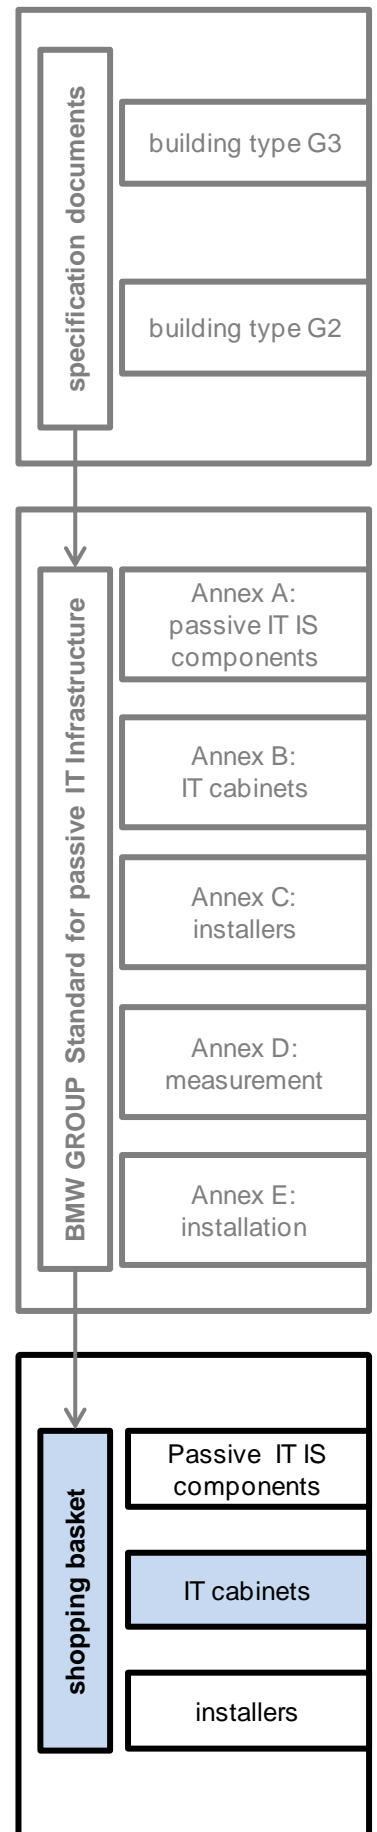 specification documents
building type G3
building type G2
BMW GROUP Standard for passive IT Infrastructure
Annex A:
passive IT IS
components
Annex B:
IT cabinets
Annex C:
installers
Annex D:
measurement
Annex E:
installation
shopping basket
Passive IT IS
components
IT cabinets
installers